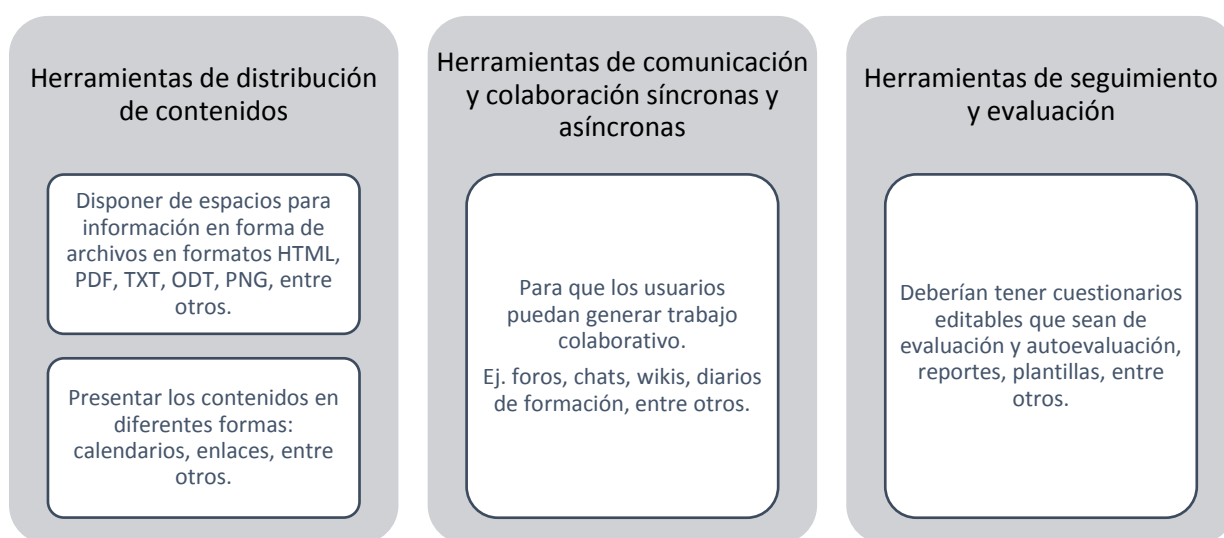 Herramientas de distribución
de contenidos
Disponer de espacios para
información en forma de
archivos en formatos HTML,
PDF, TXT, ODT, PNG, entre
otros.
Presentar los contenidos en
diferentes formas:
calendarios, enlaces, entre
otros.
Herramientas de comunicación
y colaboración síncronas y
asíncronas
Para que los usuarios
puedan generar trabajo
colaborativo.
Ej. foros, chats, wikis, diarios
de formación, entre otros.
Herramientas de seguimiento
y evaluación
Deberían tener cuestionarios
editables que sean de
evaluación y autoevaluación,
reportes, plantillas, entre
otros.